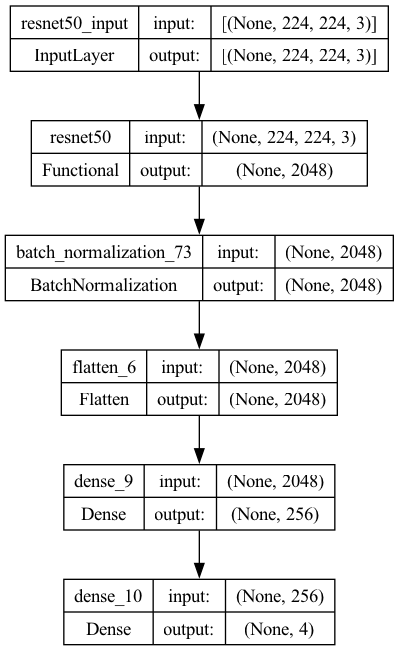 resnet50_input input: [(None, 224, 224, 3)]
InputLayer output: [(None, 224, 224, 3)]
resnet50 input: (None, 224, 224, 3)
Functional output: (None, 2048)
batch_normalization_73 input: (None, 2048)
BatchNormalization output: (None, 2048)
flatten_6 input: (None, 2048)
Flatten output: (None, 2048)
dense_9 input: (None, 2048)
Dense output: (None, 256)
dense_10 input: (None, 256)
Dense output: (None, 4)